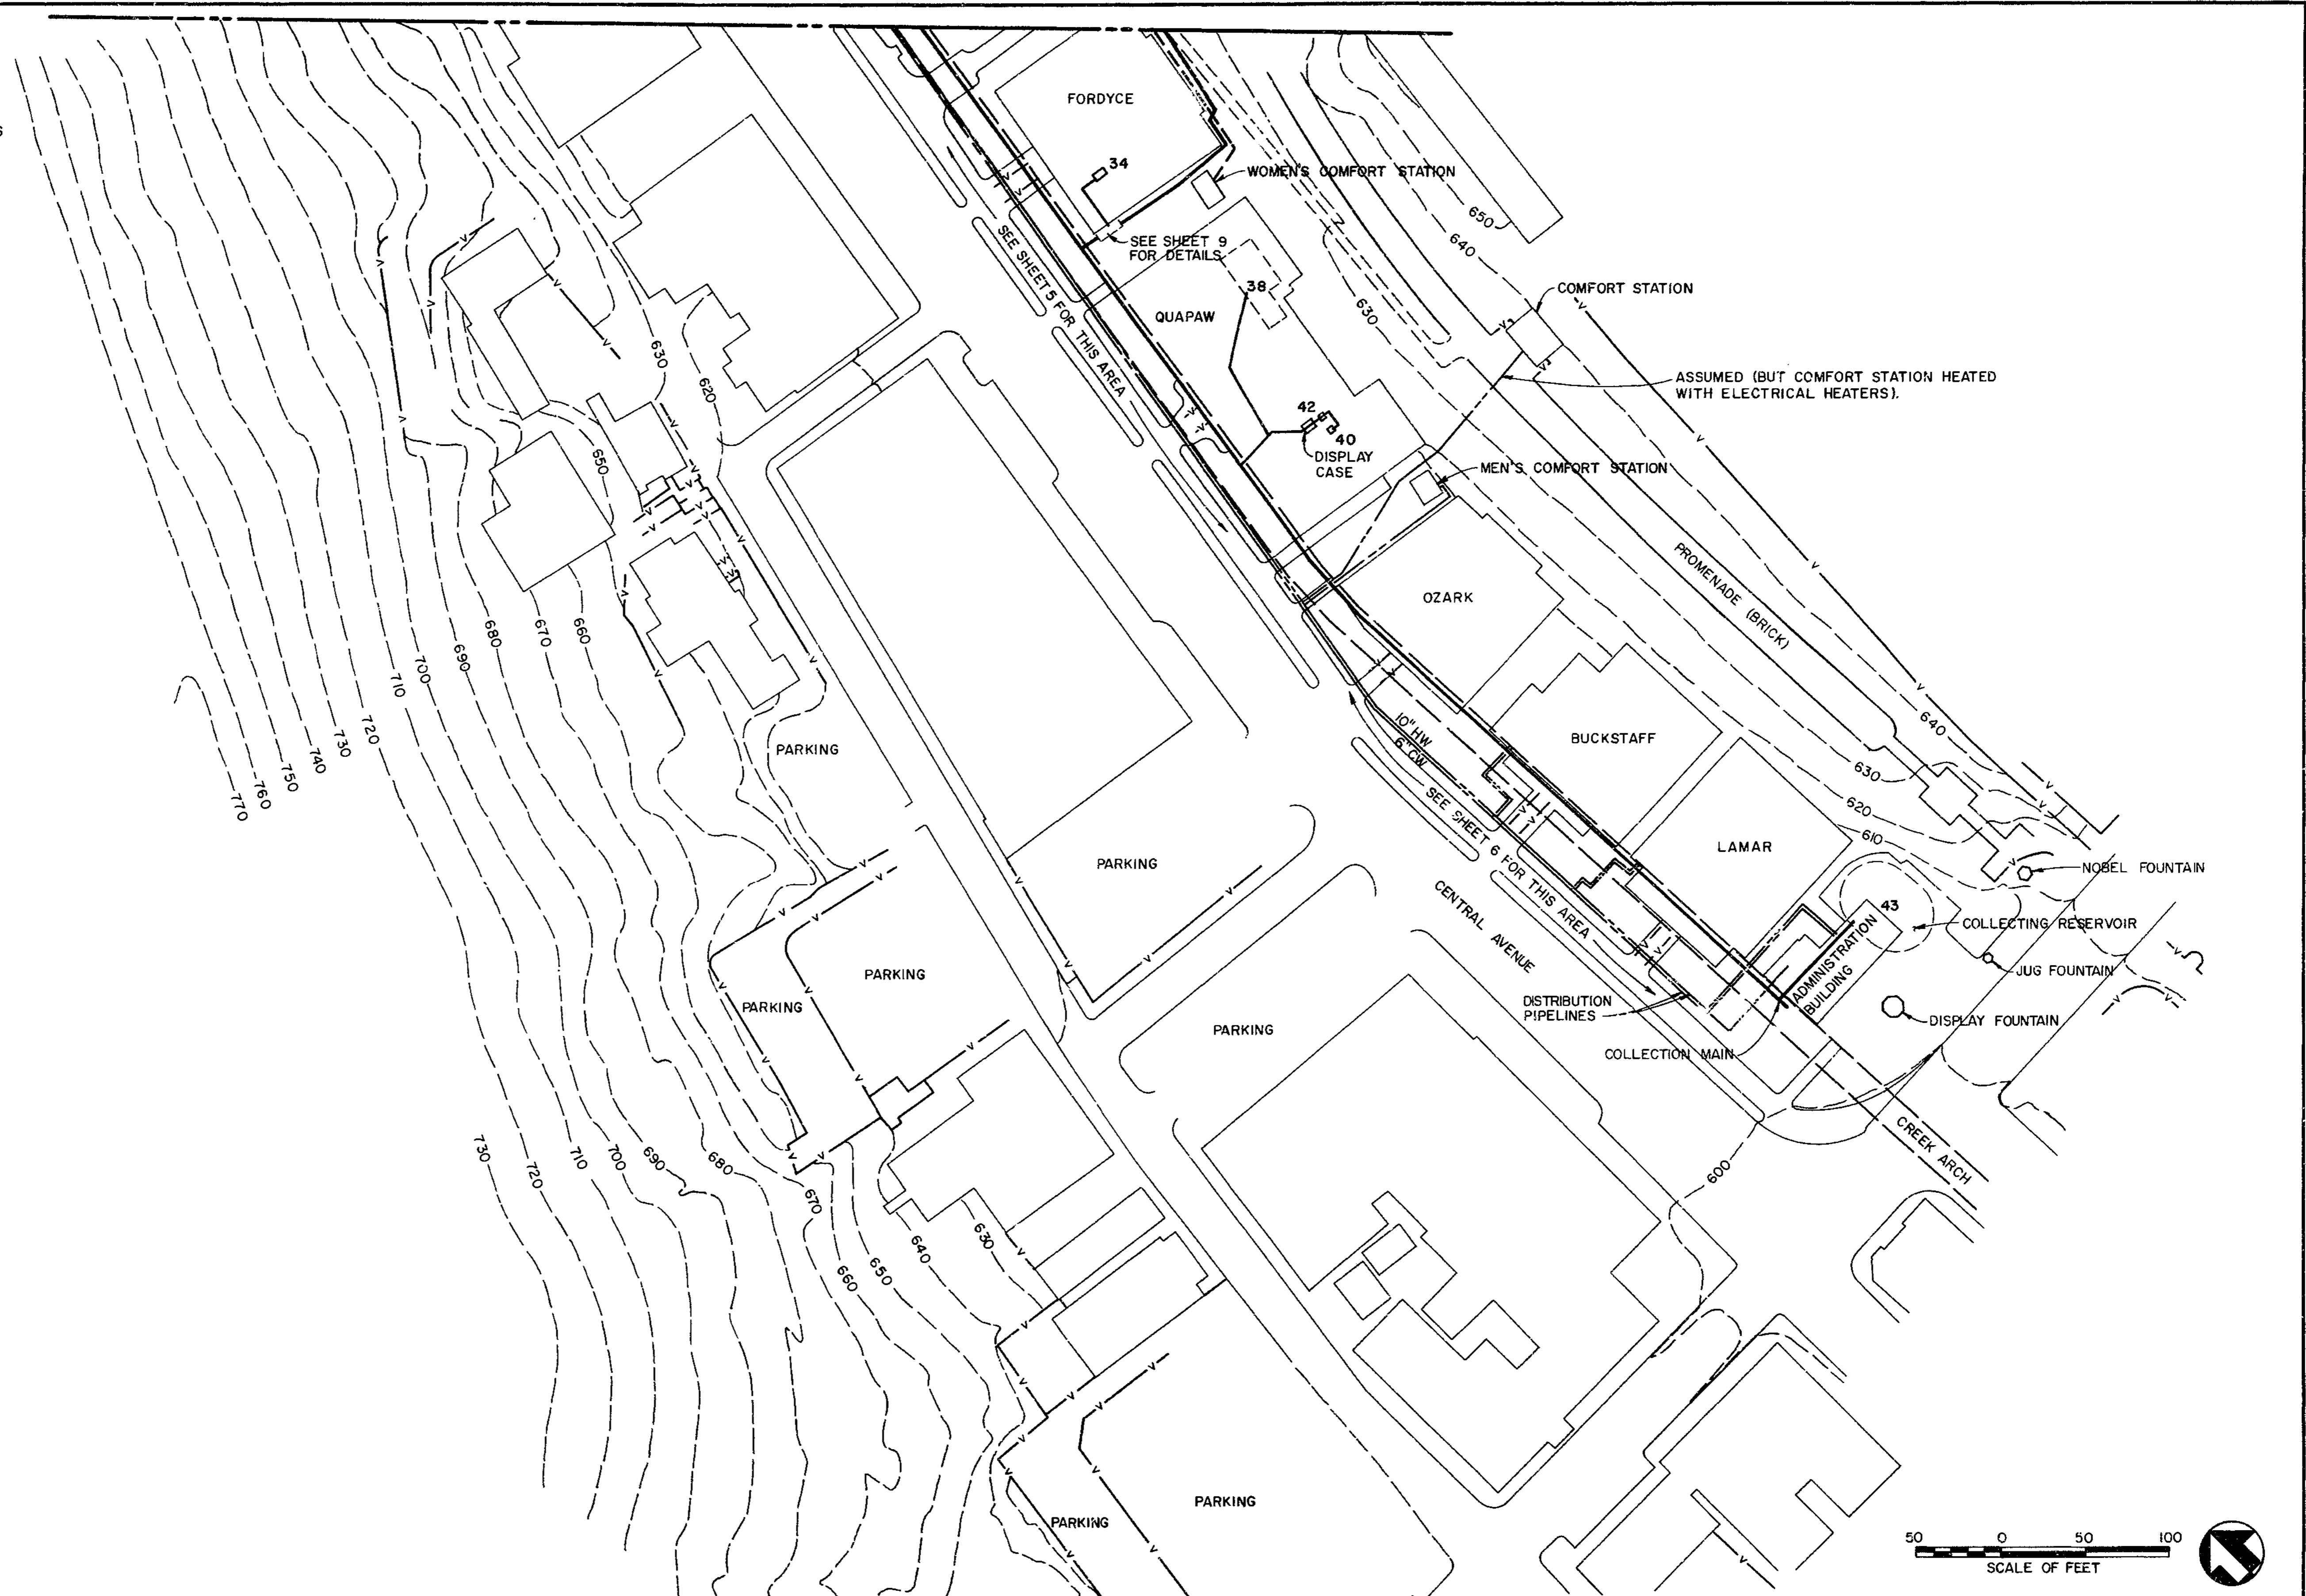 FORDYCE
34
WOMEN'S COMFORT STATION
SEE SHEET 9
FOR DETAILS
650
640
SEE SHEET 5 FOR THIS AREA
38
QUAPAW
630
COMFORT STATION
ASSUMED (BUT COMFORT STATION HEATED
WITH ELECTRICAL HEATERS).
630
620
42
40
DISPLAY
CASE
MEN'S COMFORT STATION
650
PROMENADE (BRICK)
OZARK
660
670
680
690
700
710
720
730
740
750
760
770
PARKING
10" HW
6" CW
BUCKSTAFF
640
630
620
610
SEE SHEET 6 FOR THIS AREA
LAMAR
PARKING
NOBEL FOUNTAIN
CENTRAL AVENUE
43
COLLECTING RESERVOIR
ADMINISTRATION
BUILDING
JUG FOUNTAIN
PARKING
PARKING
DISTRIBUTION
PIPELINES
DISPLAY FOUNTAIN
PARKING
COLLECTION MAIN
CREEK ARCH
600
730
720
710
700
690
680
670
660
650
640
630
PARKING
PARKING
50 0 50 100
SCALE OF FEET